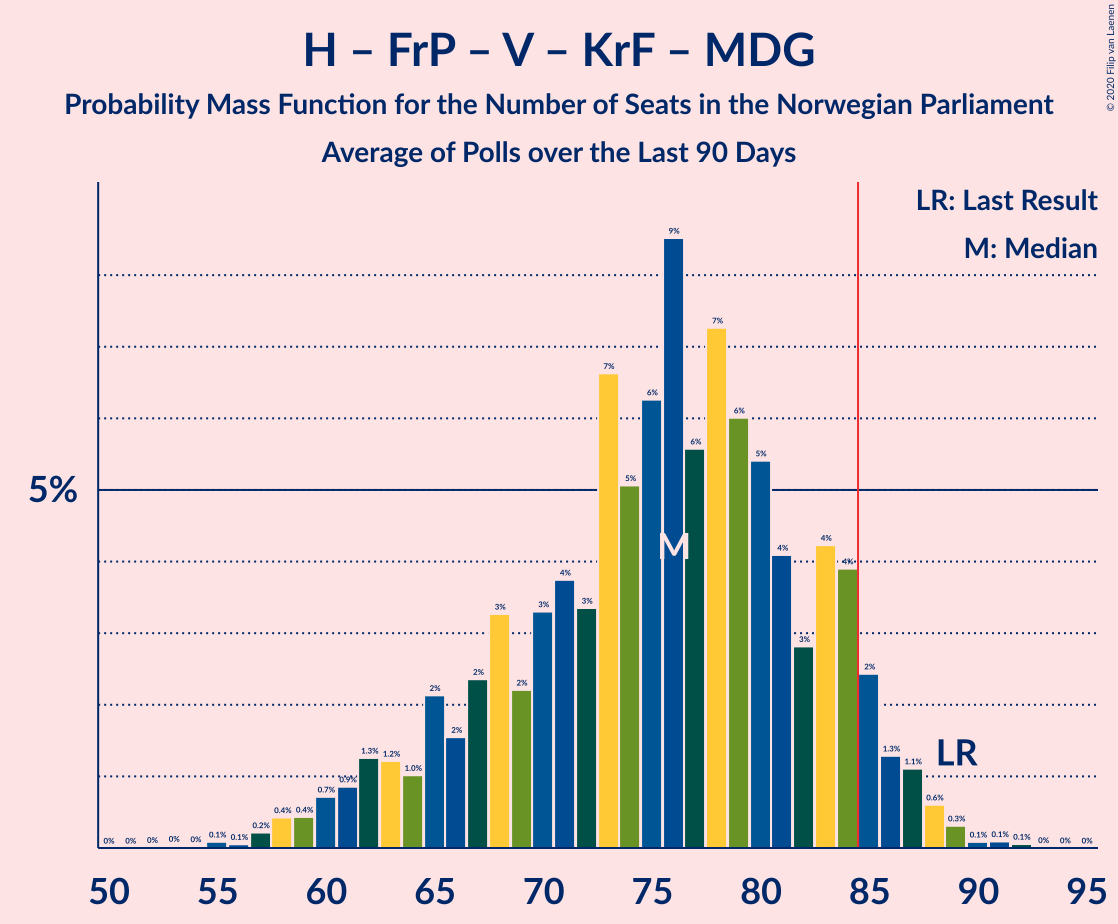 H – FrP – V – KrF – MDG
Probability Mass Function for the Number of Seats in the Norwegian Parliament
Average of Polls over the Last 90 Days
© 2020 Filip van Laenen
LR: Last Result
M: Median
5%
0% 0% 0% 0% 0% 0.1% 0.1% 0.2% 0.4% 0.4% 0.7% 0.9% 1.3% 1.2% 1.0% 2% 2% 2% 3% 2% 3% 4% 3% 7% 5% 6% 9% 6% 7% 6% 5% 4% 3% 4% 4% 2% 1.3% 1.1% 0.6% 0.3% 0.1% 0.1% 0.1% 0% 0% 0%
M
LR
50 55 60 65 70 75 80 85 90 95